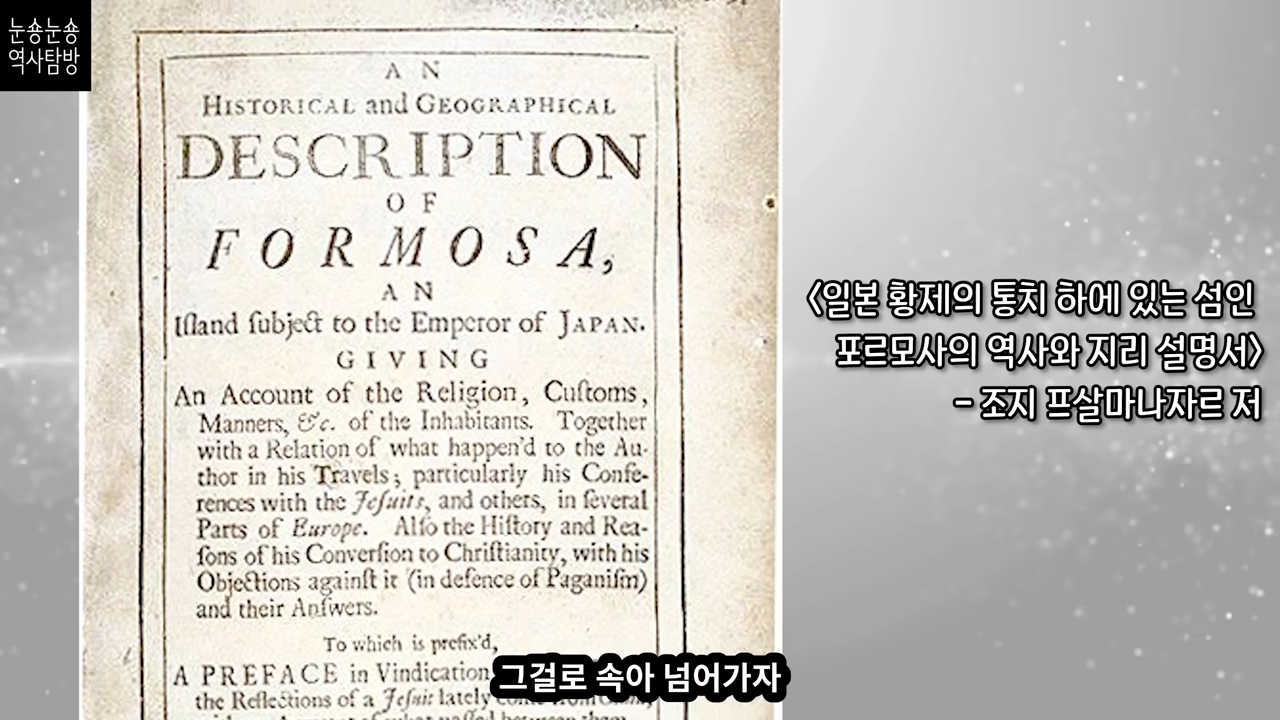 눈숑눈숑
역사탐방
AN
HISTORICAL and GEOGRAPHICAL
DESCRIPTION
OF
FORMOSA,
AN
Iſland ſubject to the Emperor of JAPAN.
GIVING
An Account of the Religion, Cuſtoms,
Manners, &c. of the Inhabitants. Together
with a Relation of what happen'd to the Au-
thor in his Travels; particularly his Confe-
rences with the Jeſuits, and others, in ſeveral
Parts of Europe. Alſo the Hiſtory and Rea-
ſons of his Converſion to Chriſtianity, with his
Objections againſt it (in defence of Paganiſm)
and their Anſwers.
To which is prefix'd,
A PREFACE in Vindication
the Reflections of a Jeſuit lately
<일본 황제의 통치 하에 있는 섬인
포르모사의 역사와 지리 설명서>
- 조지 프살마나자르 저
그걸로 속아 넘어가자